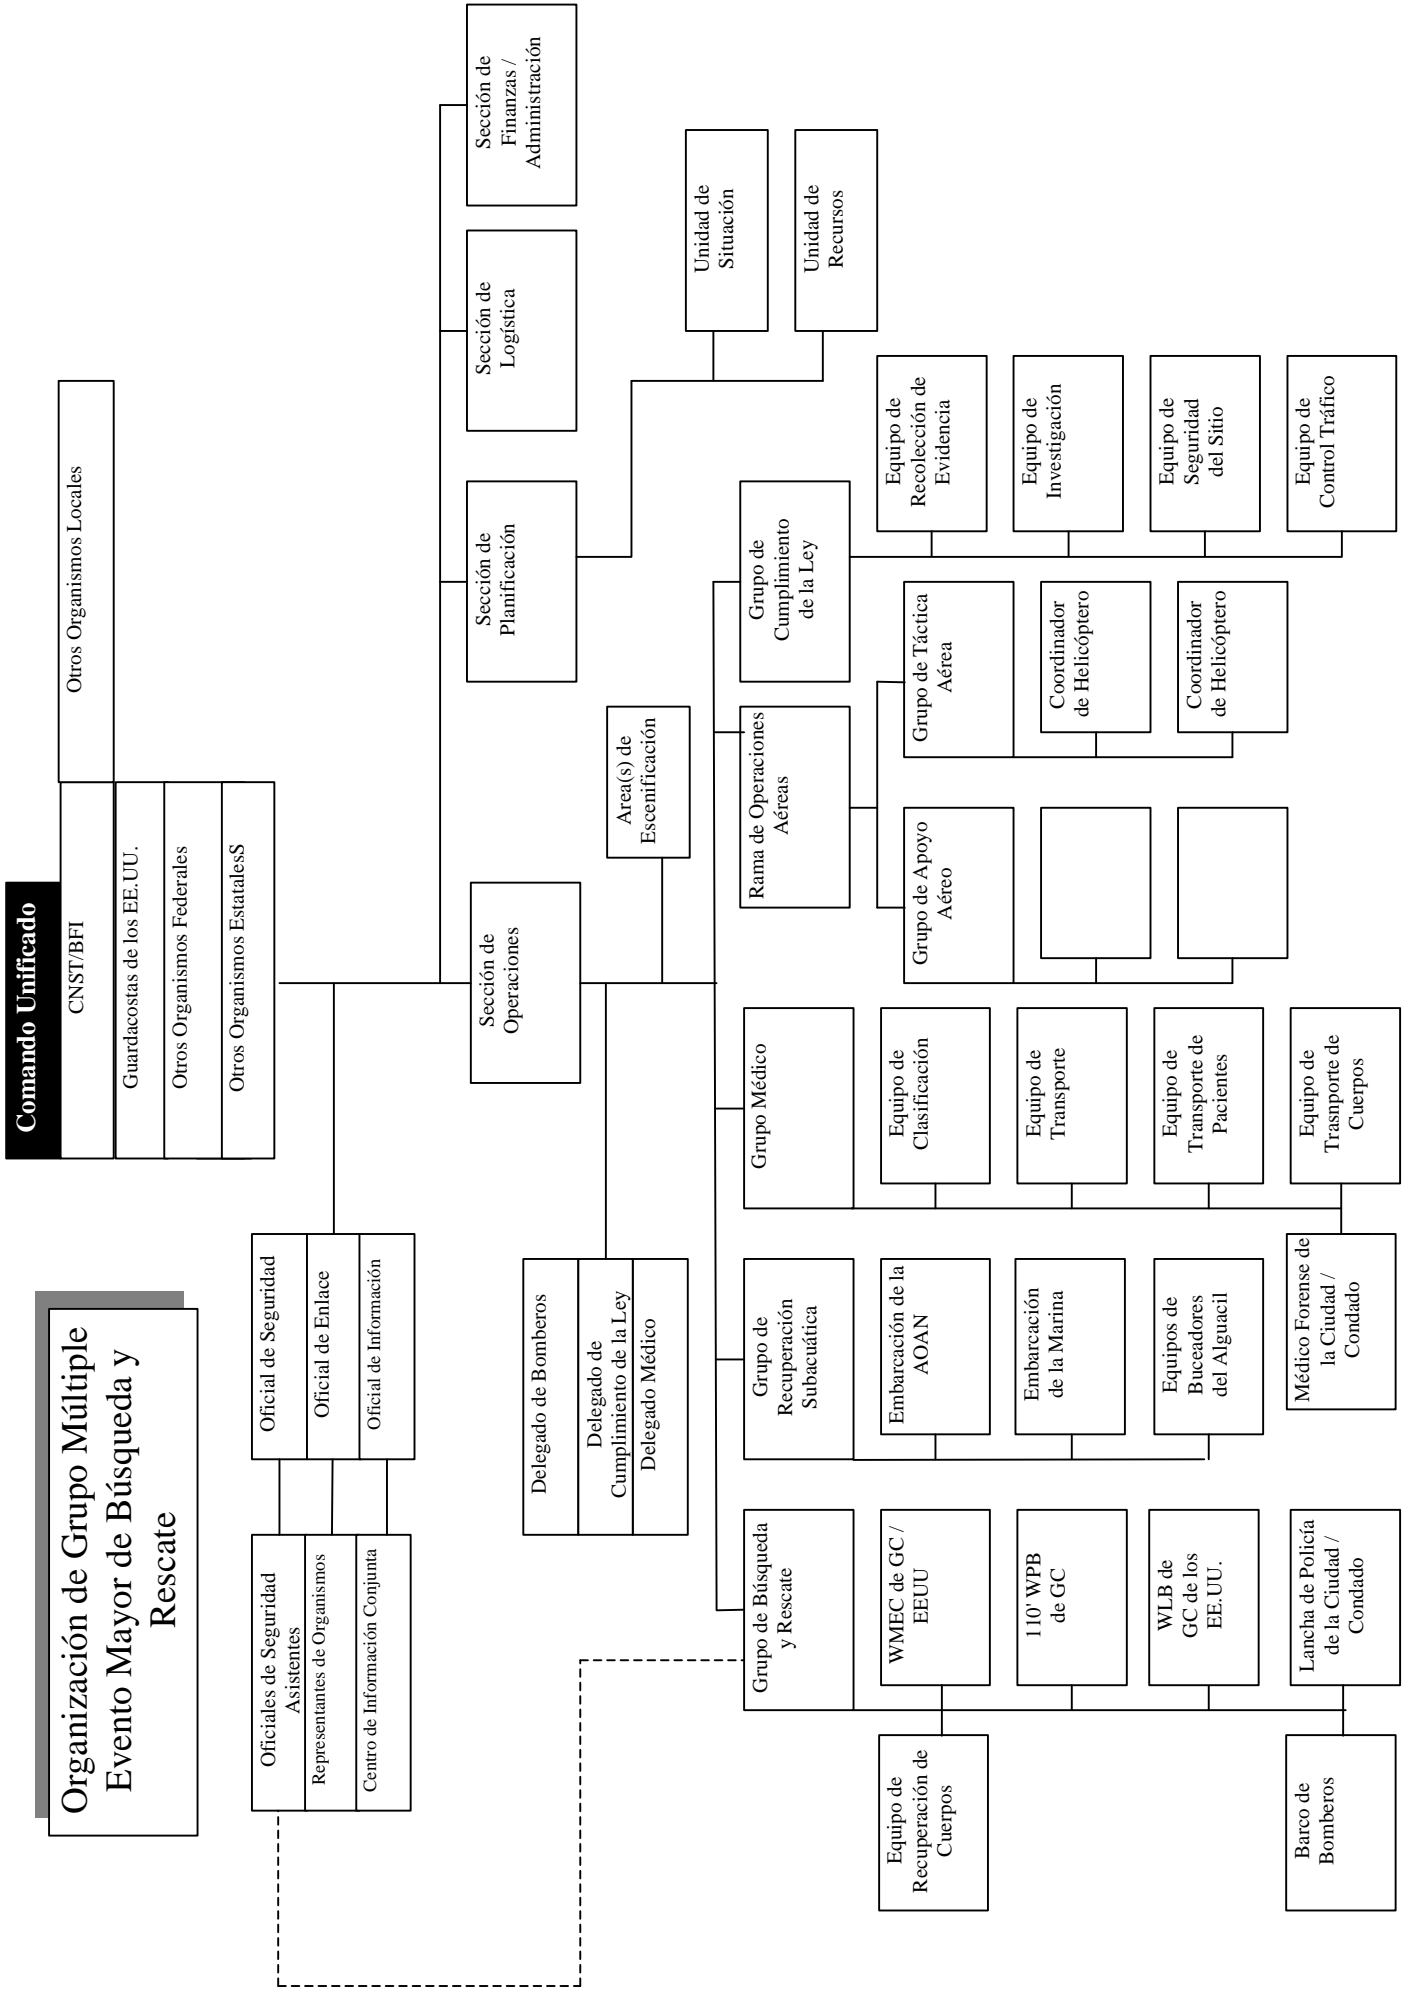 Organización de Grupo Múltiple
Evento Mayor de Búsqueda y
Rescate
Comando Unificado
CNST/BFI
Guardacostas de los EE.UU.
Otros Organismos Federales
Otros Organismos EstatalesS
Otros Organismos Locales
Oficiales de Seguridad
Asistentes
Representantes de Organismos
Centro de Información Conjunta
Oficial de Seguridad
Oficial de Enlace
Oficial de Información
Sección de
Operaciones
Sección de
Planificación
Sección de
Logística
Sección de
Finanzas /
Administración
Delegado de Bomberos
Delegado de
Cumplimiento de la Ley
Delegado Médico
Area(s) de
Escenificación
Unidad de
Situación
Unidad de
Recursos
Grupo de Búsqueda
y Rescate
Grupo de
Recuperación
Subacuática
Grupo Médico
Rama de Operaciones
Aéreas
Grupo de
Cumplimiento
de la Ley
Equipo de
Recuperación de
Cuerpos
WMEC de GC /
EEUU
110' WPB
de GC
WLB de
GC de los
EE.UU.
Barco de
Bomberos
Lancha de Policía
de la Ciudad /
Condado
Embarcación de la
AOAN
Embarcación
de la Marina
Equipos de
Buceadores
del Alguacil
Médico Forense de
la Ciudad /
Condado
Equipo de
Clasificación
Equipo de
Transporte
Equipo de
Transporte de
Pacientes
Equipo de
Trasnporte de
Cuerpos
Grupo de Apoyo
Aéreo
Grupo de Táctica
Aérea
Coordinador
de Helicóptero
Coordinador
de Helicóptero
Equipo de
Recolección de
Evidencia
Equipo de
Investigación
Equipo de
Seguridad
del Sitio
Equipo de
Control Tráfico